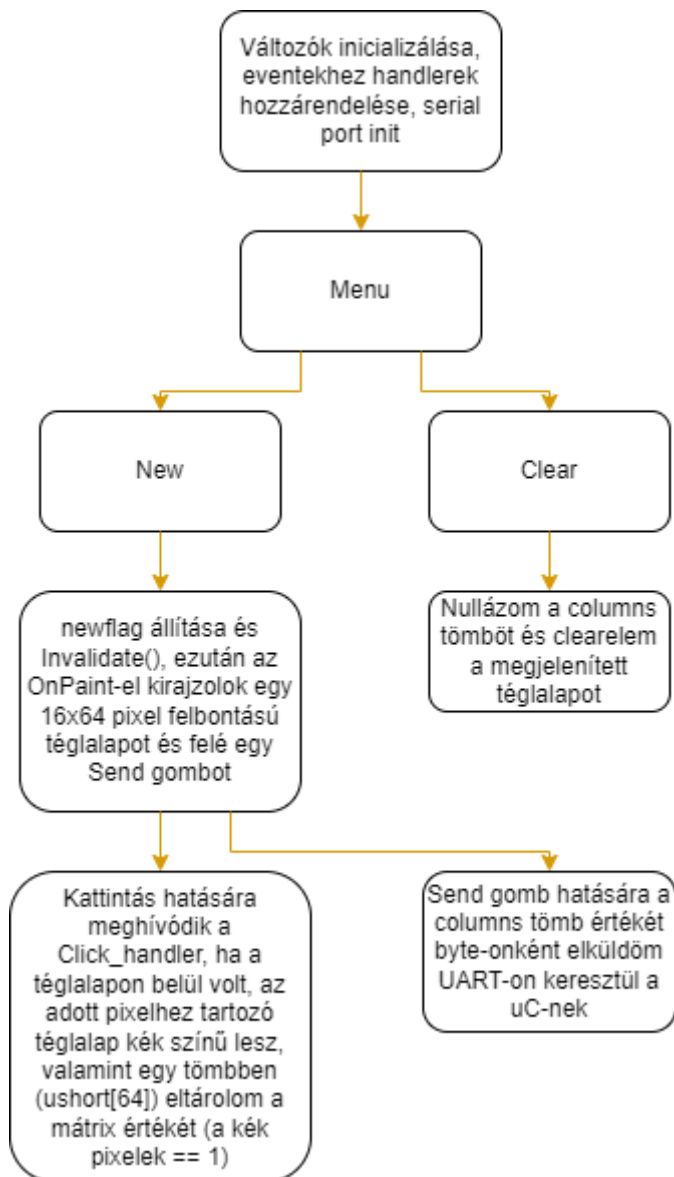 Változók inicializálása,
eventekhez handlerek
hozzárendelése, serial
port init
Menu
New
Clear
newflag állítása és
Invalidate(), ezután az
OnPaint-el kirajzolok egy
16x64 pixel felbontású
téglalapot és felé egy
Send gombot
Nullázom a columns
tömböt és clearelem
a megjelenített
téglalapot
Kattintás hatására
meghívódik a
Click_handler, ha a
téglalapon belül volt, az
adott pixelhez tartozó
téglalap kék színű lesz,
valamint egy tömbben
(ushort[64]) eltárolom a
mátrix értékét (a kék
pixelek == 1)
Send gomb hatására a
columns tömb értékét
byte-onként elküldöm
UART-on keresztül a
uC-nek